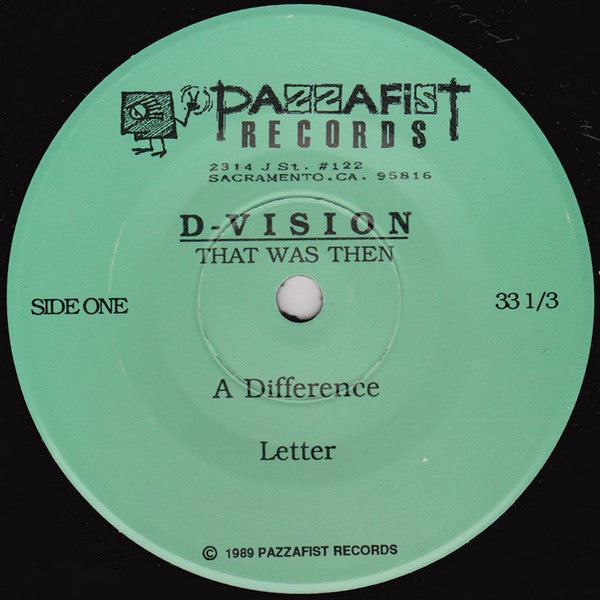 PAZZAFIST
RECORDS
2314 J St. #122
SACRAMENTO. CA. 95816
D-VISION
THAT WAS THEN
SIDE ONE
33 1/3
A Difference
Letter
© 1989 PAZZAFIST RECORDS